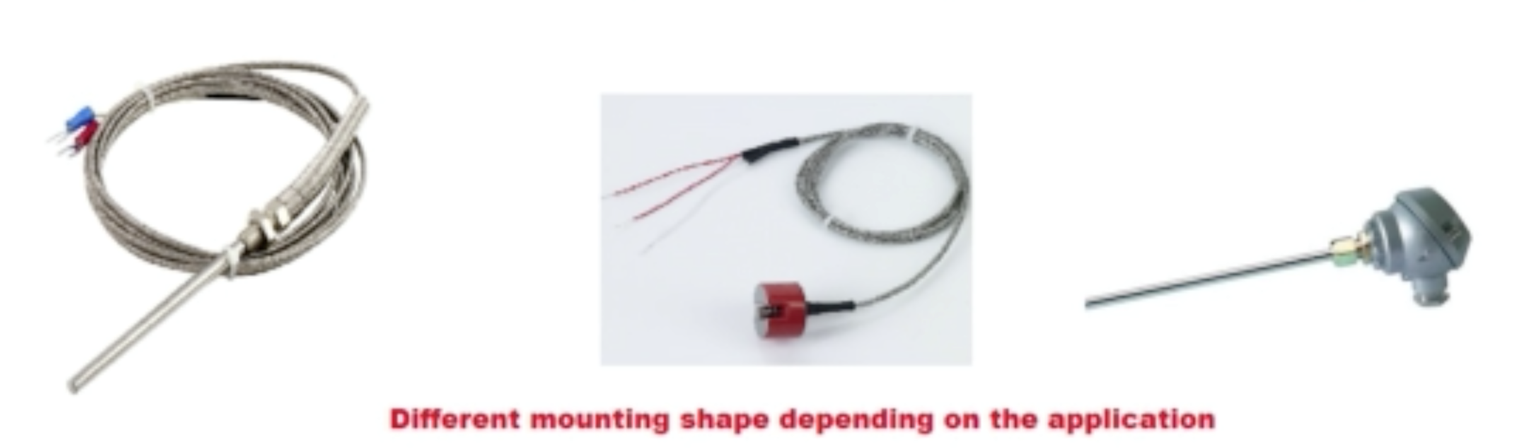 Different mounting shape depending on the application